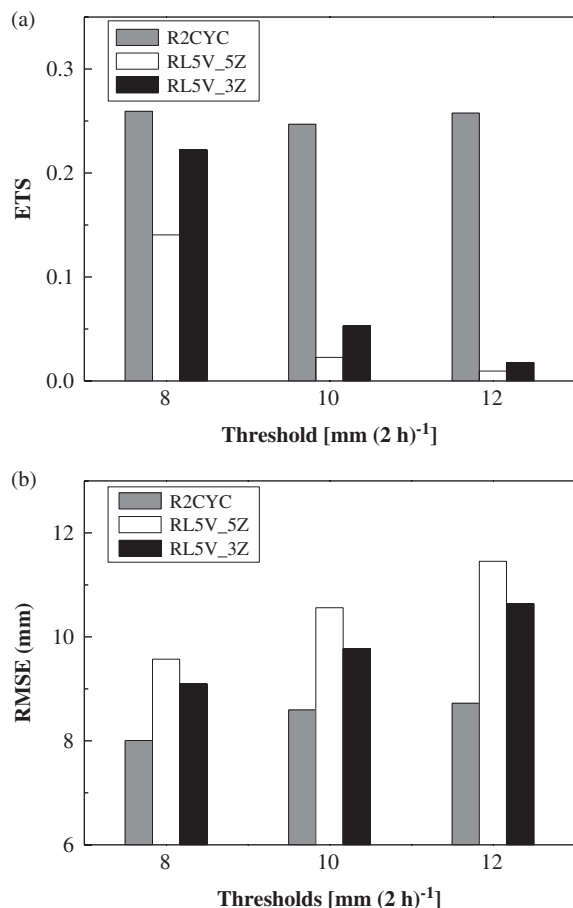 (a)
R2CYC
RL5V_5Z
RL5V_3Z
0.3
0.2
0.1
0.0
ETS
8 10 12
Threshold [mm (2 h)-1]
(b)
R2CYC
RL5V_5Z
RL5V_3Z
12
10
8
6
RMSE (mm)
8 10 12
Thresholds [mm (2 h)-1]